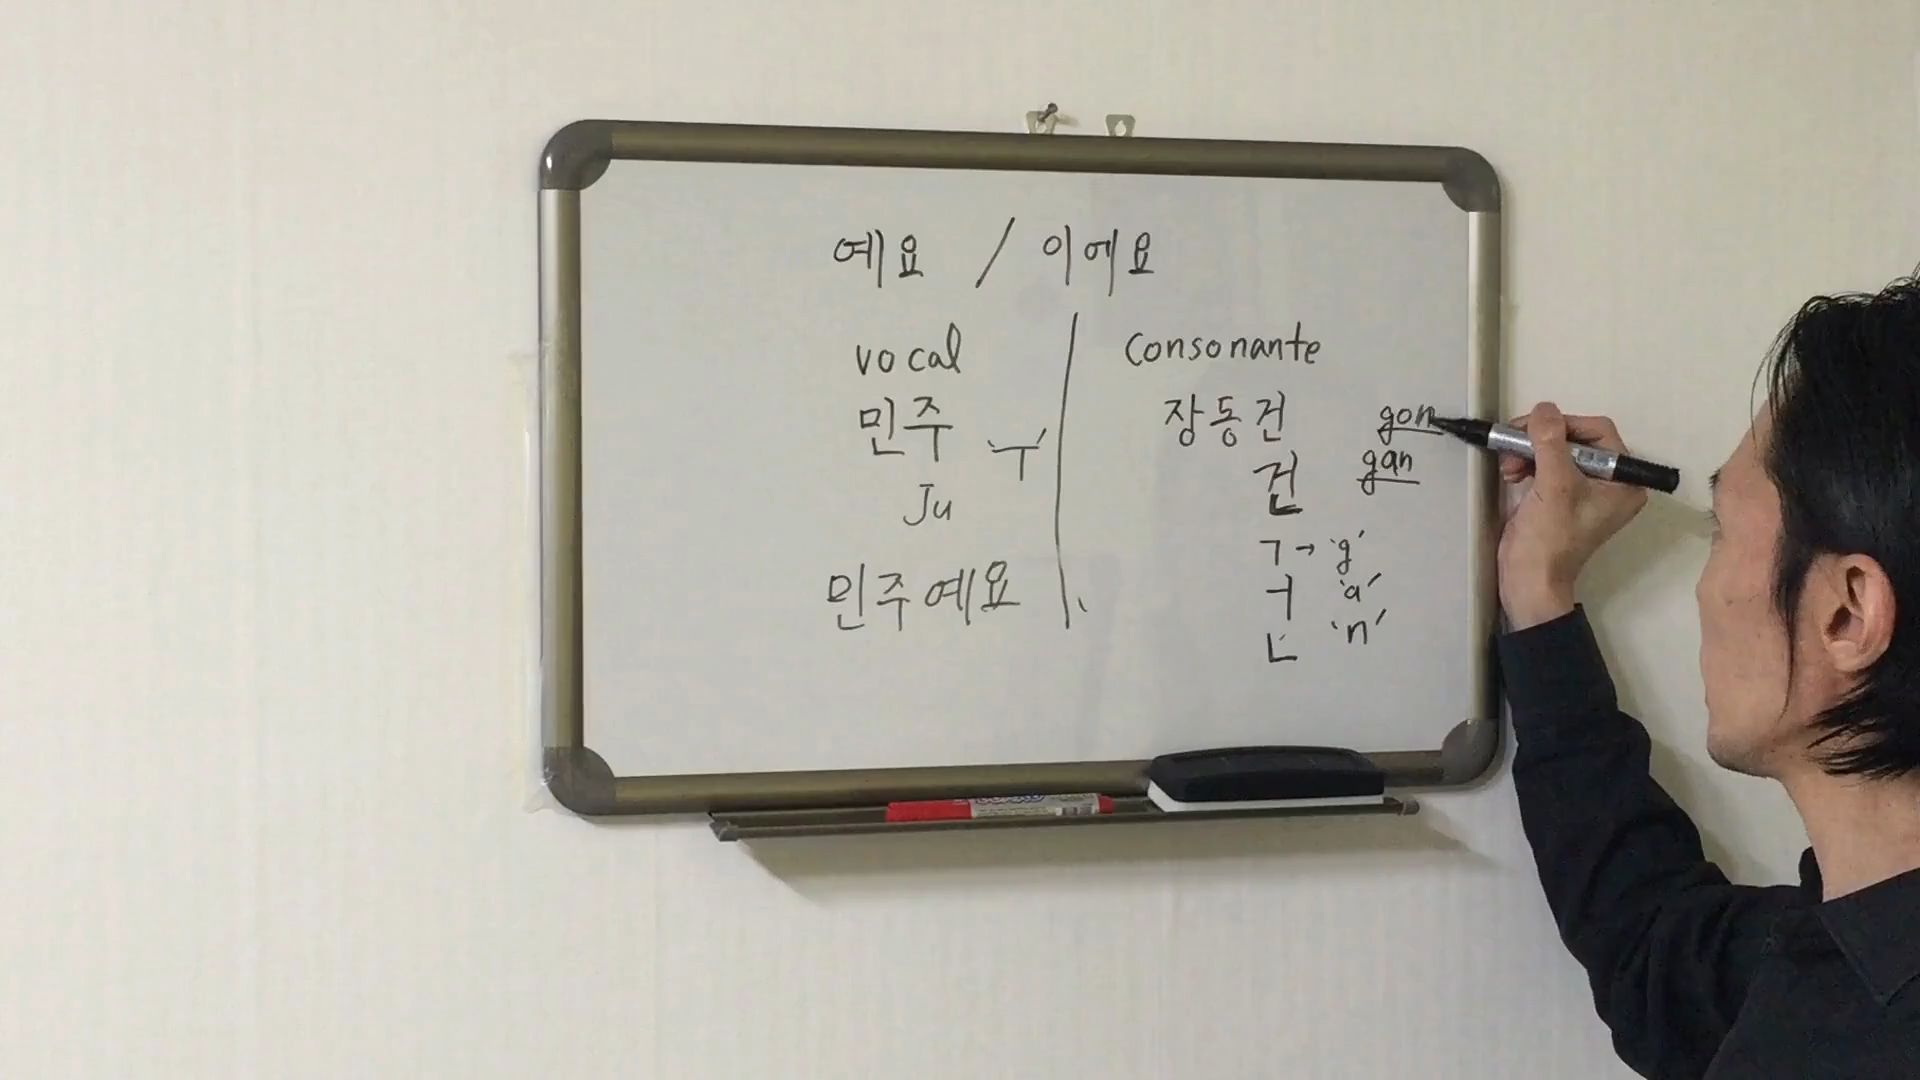 예요 / 이에요
vocal
민주 'ㅜ'
Ju
민주예요
consonante
장동건 gon
건 gan
ㄱ → 'g'
ㅓ 'a'
ㄴ 'n'